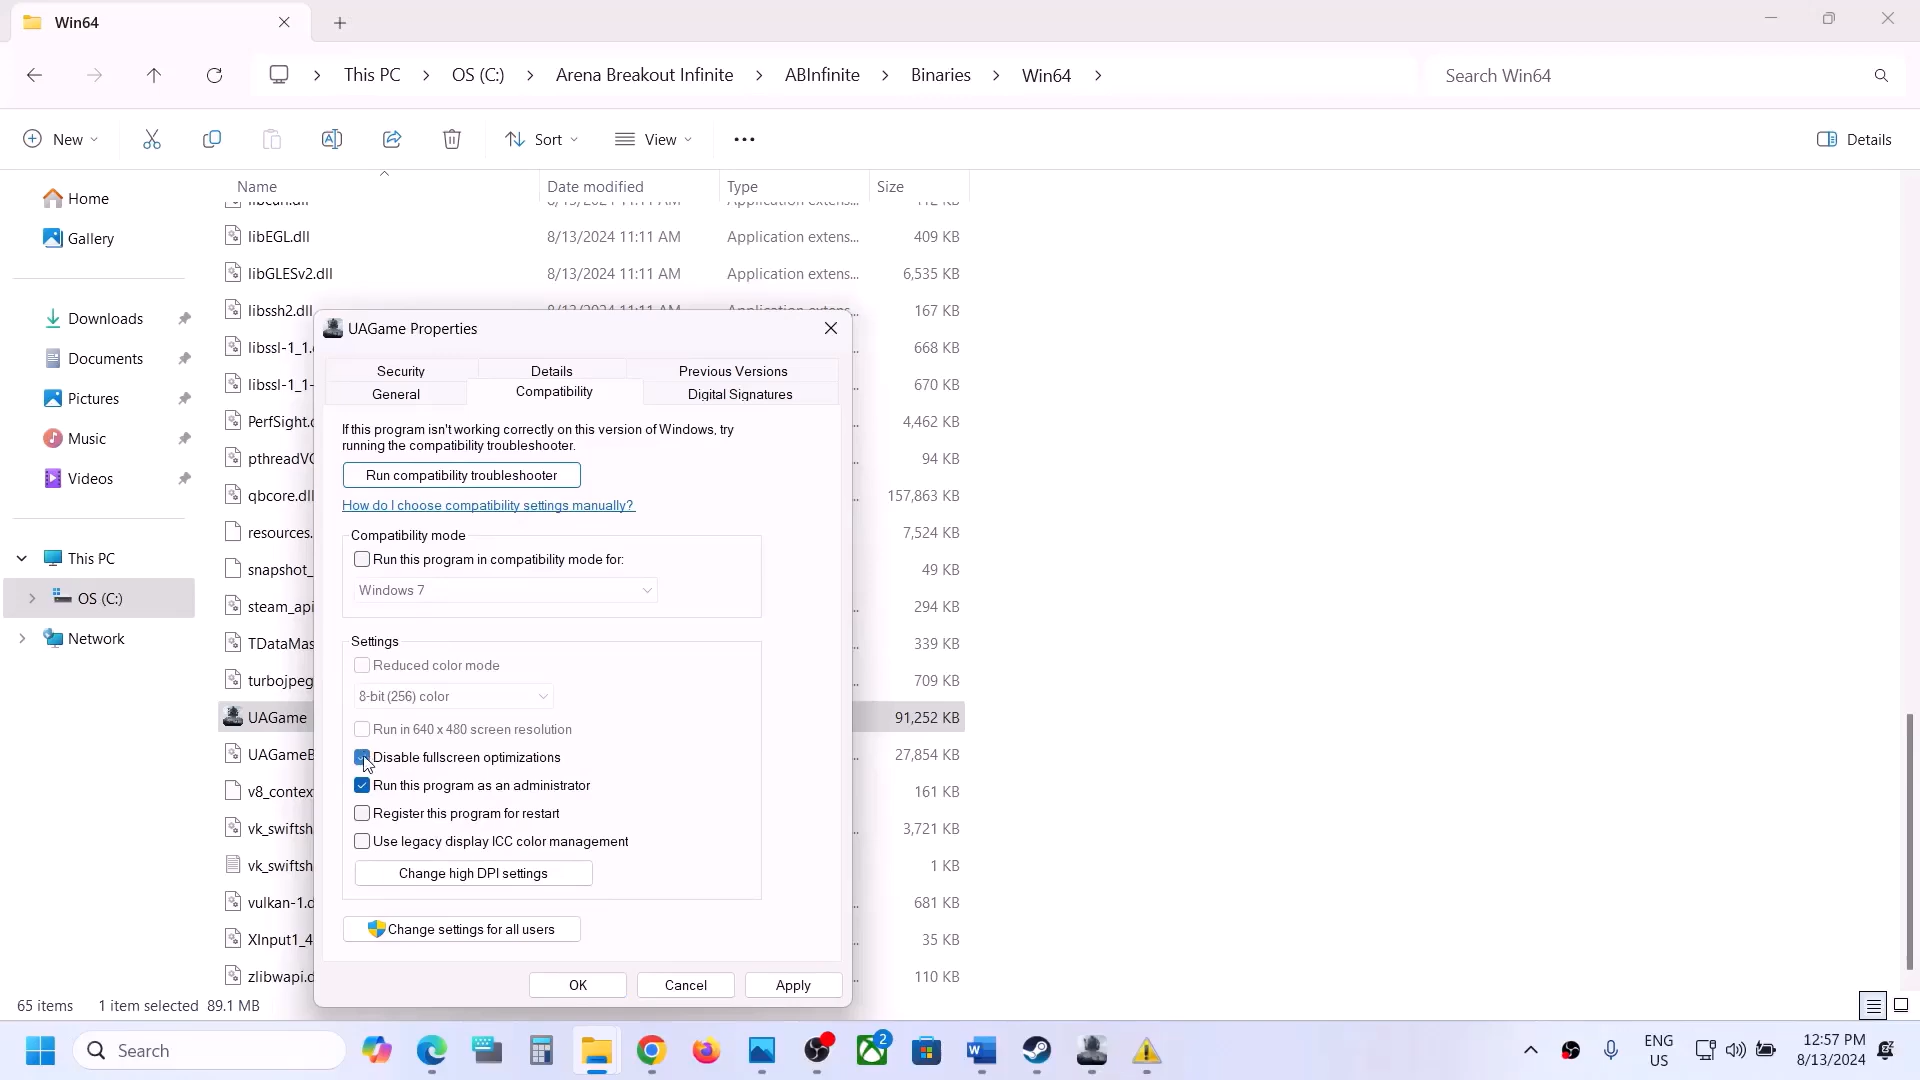 Win64
This PC > OS (C:) > Arena Breakout Infinite > ABInfinite > Binaries > Win64 >
Search Win64
New
Sort
View
Details
Name
Date modified
Type
Size
Home
Gallery
Downloads
Documents
Pictures
Music
Videos
This PC
OS (C:)
Network
libEGL.dll 8/13/2024 11:11 AM Application extens... 409 KB
libGLESv2.dll 8/13/2024 11:11 AM Application extens... 6,535 KB
libssh2.dll 8/13/2024 11:11 AM Application extens... 167 KB
libssl-1_1. 668 KB
libssl-1_1- 670 KB
PerfSight. 4,462 KB
pthreadVC 94 KB
qbcore.dll 157,863 KB
resources. 7,524 KB
snapshot_ 49 KB
steam_api 294 KB
TDataMas 339 KB
turbojpeg 709 KB
UAGame 91,252 KB
UAGameB 27,854 KB
v8_contex 161 KB
vk_swiftsh 3,721 KB
vk_swiftsh 1 KB
vulkan-1.d 681 KB
XInput1_4 35 KB
zlibwapi.d 110 KB
UAGame Properties
Security
Details
Previous Versions
General
Compatibility
Digital Signatures
If this program isn't working correctly on this version of Windows, try
running the compatibility troubleshooter.
Run compatibility troubleshooter
How do I choose compatibility settings manually?
Compatibility mode
Run this program in compatibility mode for:
Windows 7
Settings
Reduced color mode
8-bit (256) color
Run in 640 x 480 screen resolution
Disable fullscreen optimizations
Run this program as an administrator
Register this program for restart
Use legacy display ICC color management
Change high DPI settings
Change settings for all users
OK
Cancel
Apply
65 items 1 item selected 89.1 MB
Search
2
ENG
US
12:57 PM
8/13/2024